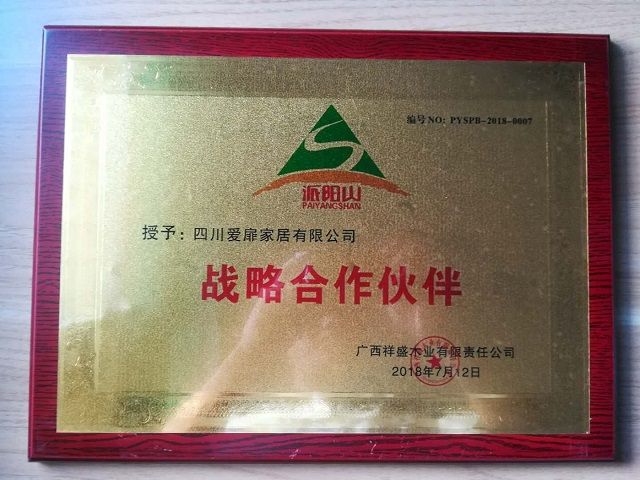 编号NO: PYSPB-2018-0007
派阳山
PAIYANGSHAN
授予：四川爱扉家居有限公司
战略合作伙伴
广西祥盛木业有限责任公司
2018年7月12日